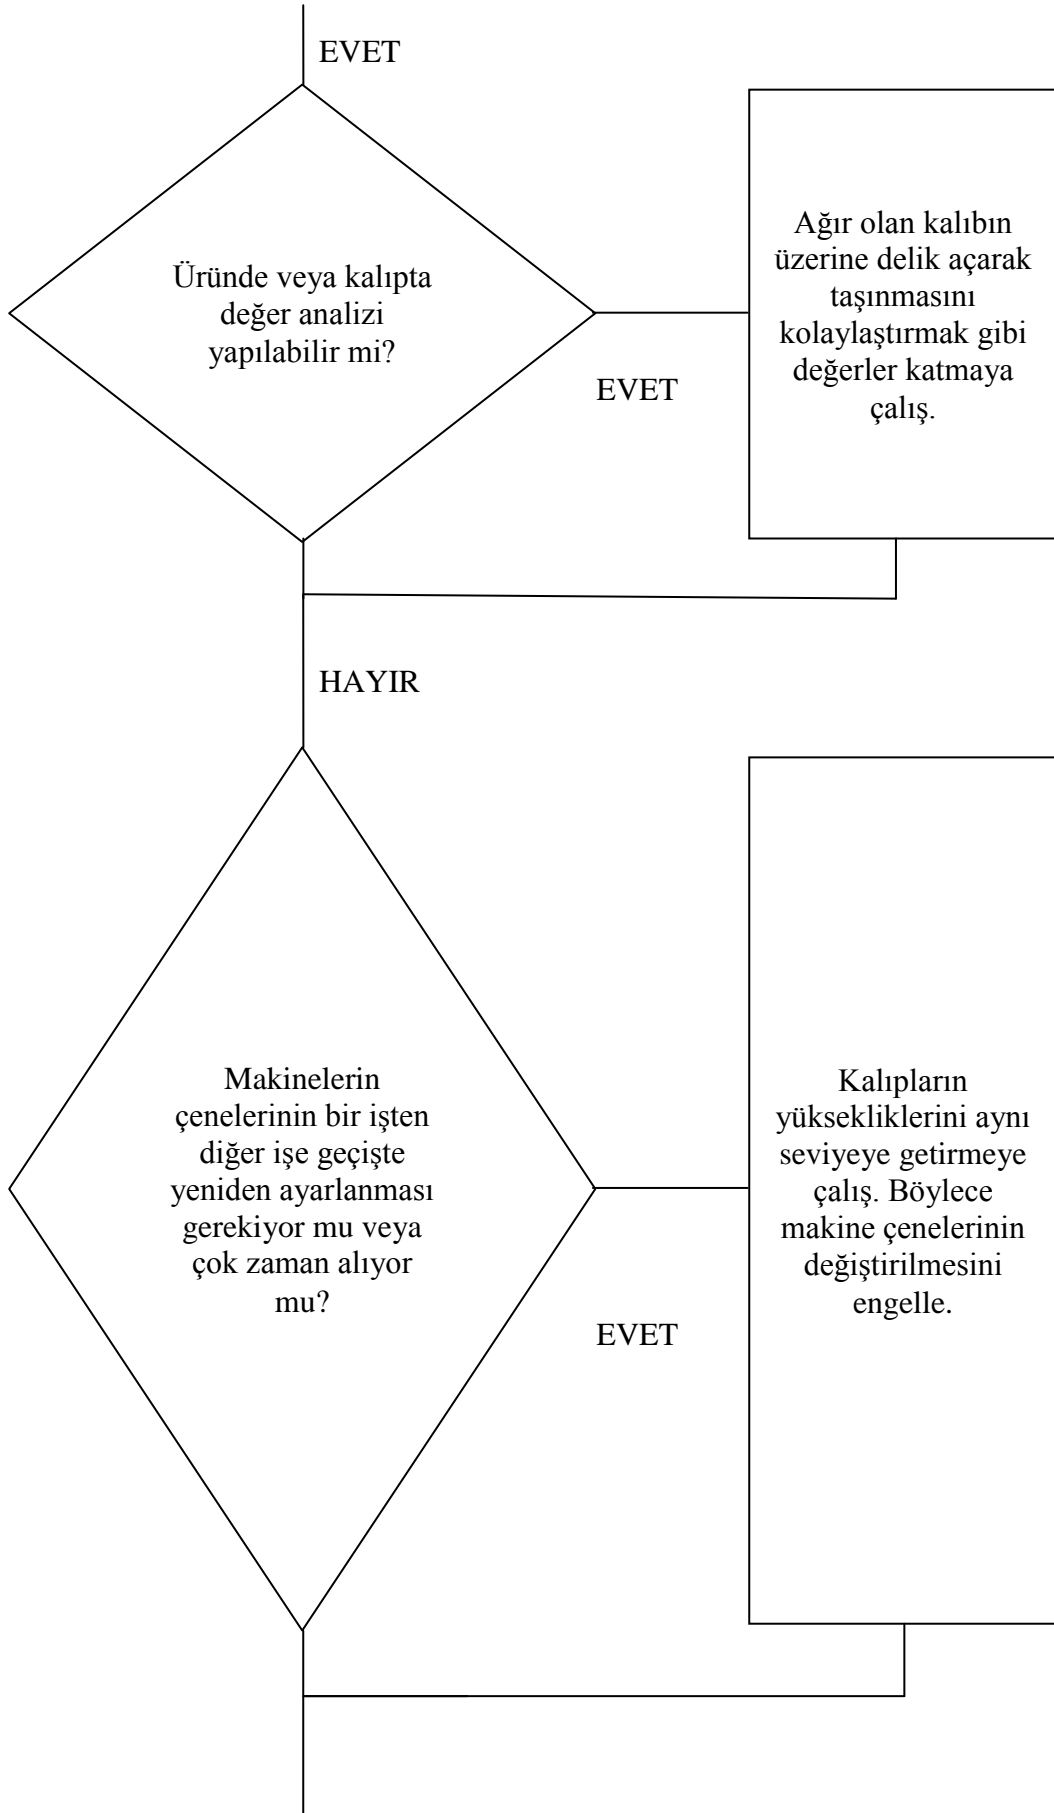 EVET
Üründe veya kalıpta
değer analizi
yapılabilir mi?
EVET
Ağır olan kalıbın
üzerine delik açarak
taşınmasını
kolaylaştırmak gibi
değerler katmaya
çalış.
HAYIR
Makinelerin
çenelerinin bir işten
diğer işe geçişte
yeniden ayarlanması
gerekiyor mu veya
çok zaman alıyor
mu?
EVET
Kalıpların
yüksekliklerini aynı
seviyeye getirmeye
çalış. Böylece
makine çenelerinin
değiştirilmesini
engelle.